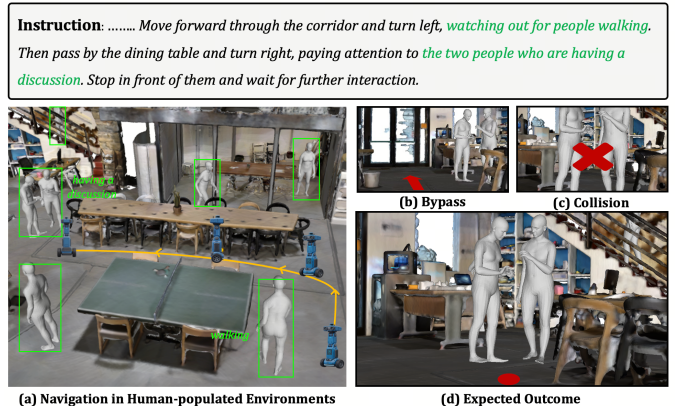 Instruction: …….. Move forward through the corridor and turn left, watching out for people walking.
Then pass by the dining table and turn right, paying attention to the two people who are having a
discussion. Stop in front of them and wait for further interaction.
having a
discussion
walking
(a) Navigation in Human-populated Environments
(b) Bypass
(c) Collision
(d) Expected Outcome